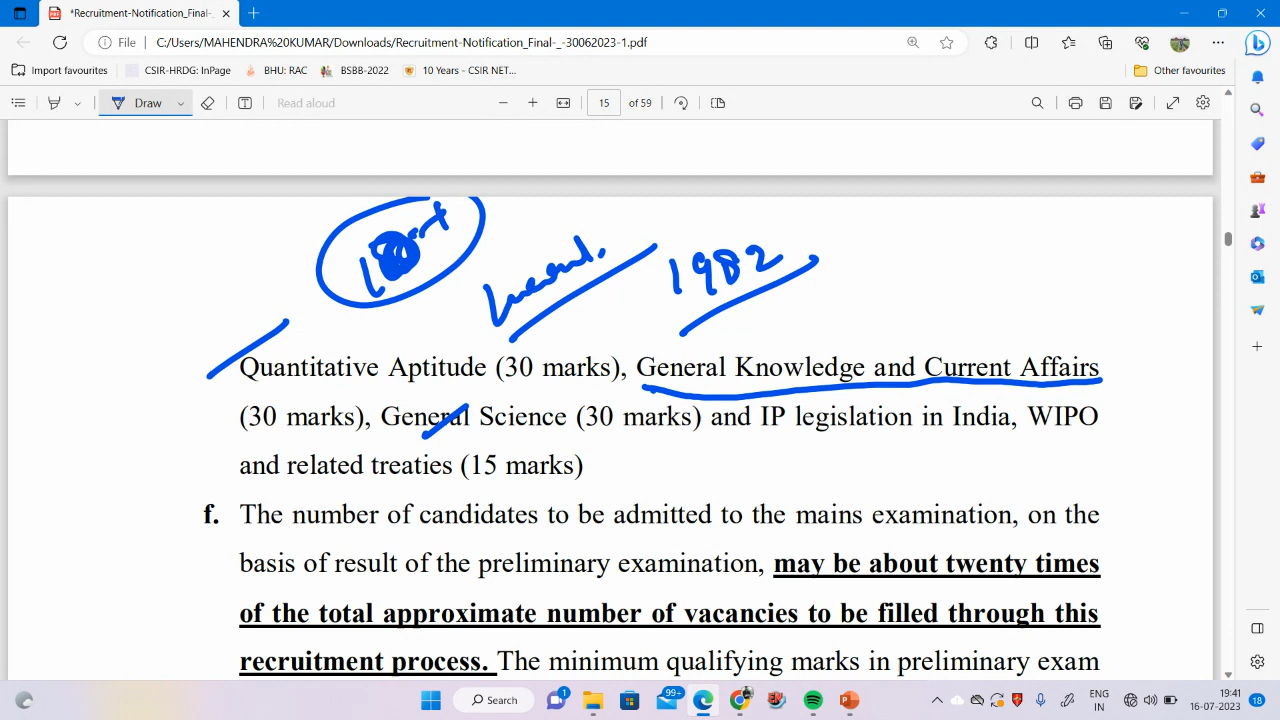 *Recruitment-Notification_Final-
File
C:/Users/MAHENDRA%20KUMAR/Downloads/Recruitment-Notification_Final-_-30062023-1.pdf
Import favourites
CSIR-HRDG: InPage
BHU: RAC
BSBB-2022
10 Years - CSIR NET...
Other favourites
Draw
Read aloud
15 of 59
1982
Quantitative Aptitude (30 marks), General Knowledge and Current Affairs
(30 marks), General Science (30 marks) and IP legislation in India, WIPO
and related treaties (15 marks)
f. The number of candidates to be admitted to the mains examination, on the
basis of result of the preliminary examination, may be about twenty times
of the total approximate number of vacancies to be filled through this
recruitment process. The minimum qualifying marks in preliminary exam
Search
1
99+
ENG
IN
19:41
16-07-2023
18